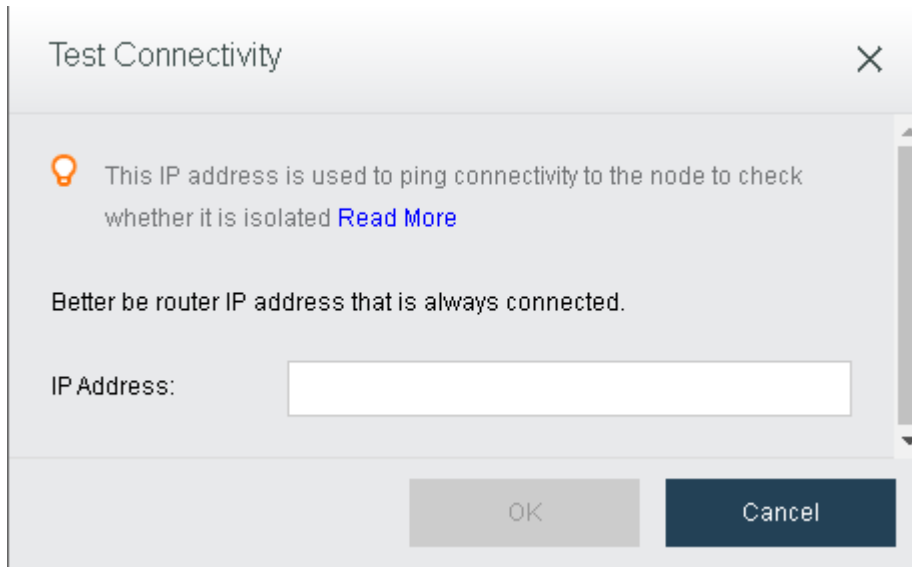 Test Connectivity
This IP address is used to ping connectivity to the node to check
whether it is isolated Read More
Better be router IP address that is always connected.
IP Address:
OK
Cancel